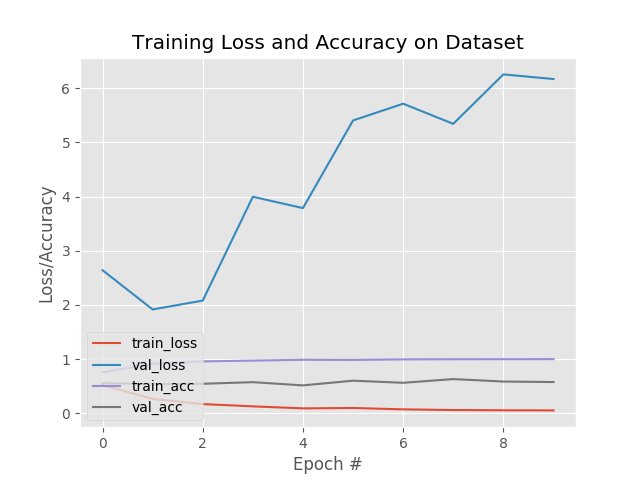 Training Loss and Accuracy on Dataset
Loss/Accuracy
6
5
4
3
2
1
0
train_loss
val_loss
train_acc
val_acc
0 2 4 6 8
Epoch #